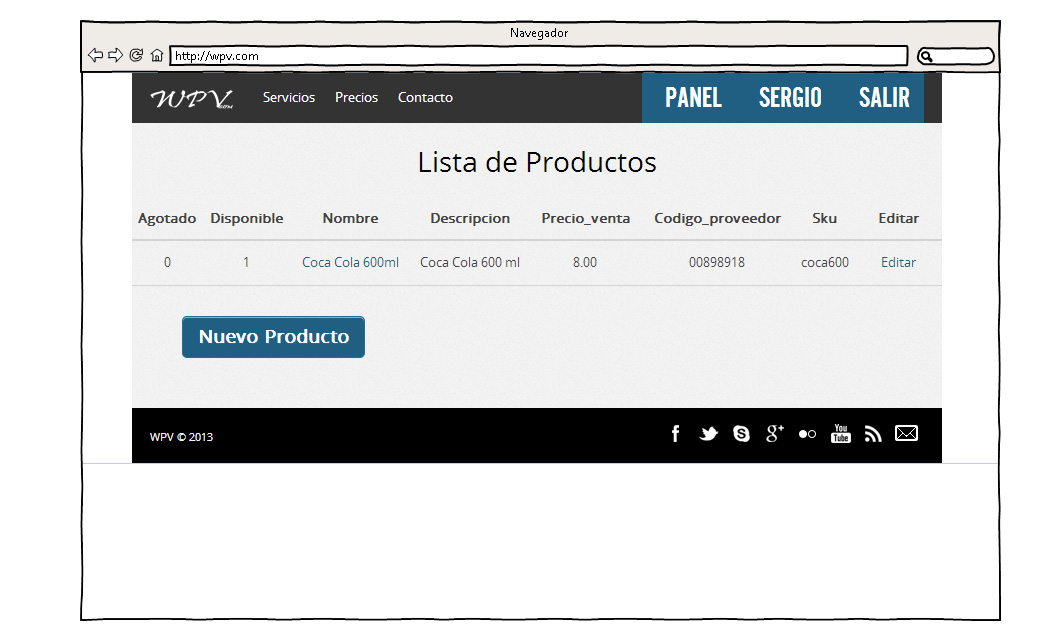 Navegador
http://wpv.com
WPV Servicios Precios Contacto PANEL SERGIO SALIR
Lista de Productos
Agotado Disponible Nombre Descripcion Precio_venta Codigo_proveedor Sku Editar
0 1 Coca Cola 600ml Coca Cola 600 ml 8.00 00898918 coca600 Editar
Nuevo Producto
WPV © 2013 You Tube